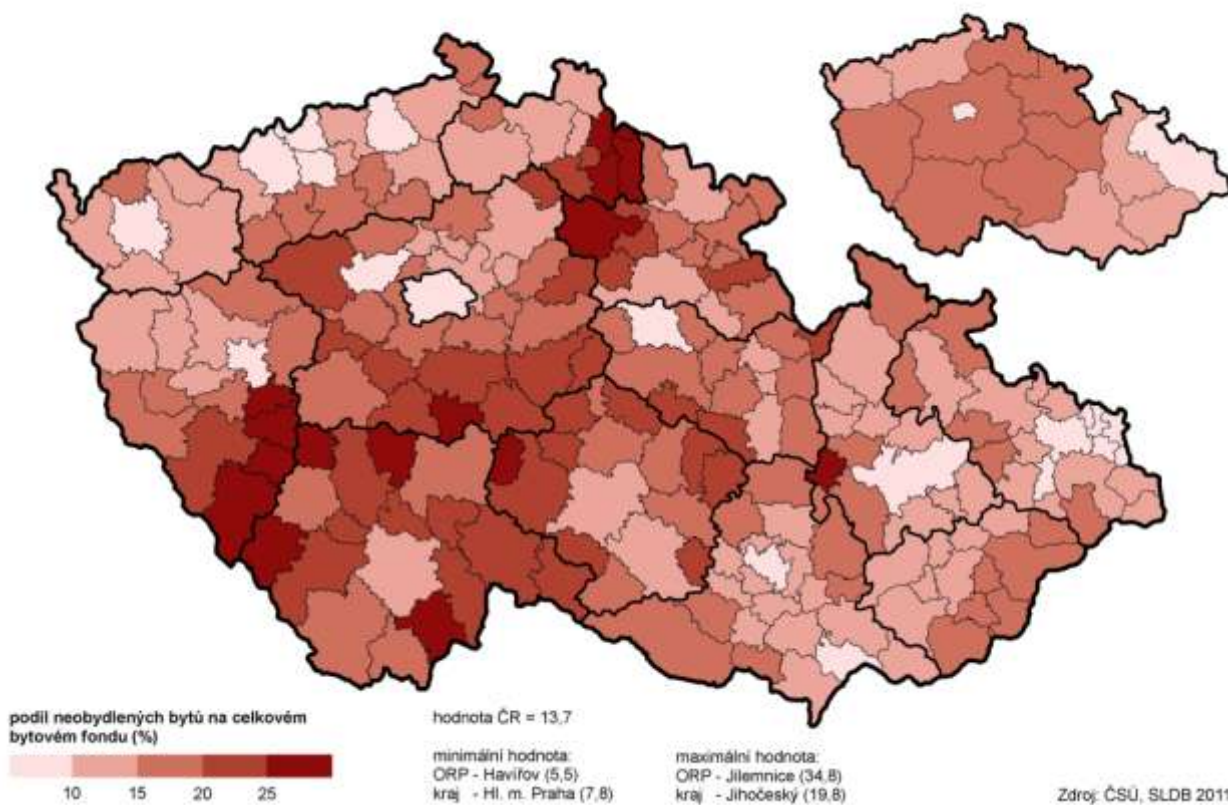 podíl neobydlených bytů na celkovém
bytovém fondu (%)
10 15 20 25
hodnota ČR = 13,7
minimální hodnota:
ORP - Havířov (5,5)
kraj - Hl. m. Praha (7,8)
maximální hodnota:
ORP - Jilemnice (34,8)
kraj - Jihočeský (19,8)
Zdroj: ČSÚ, SLDB 2011